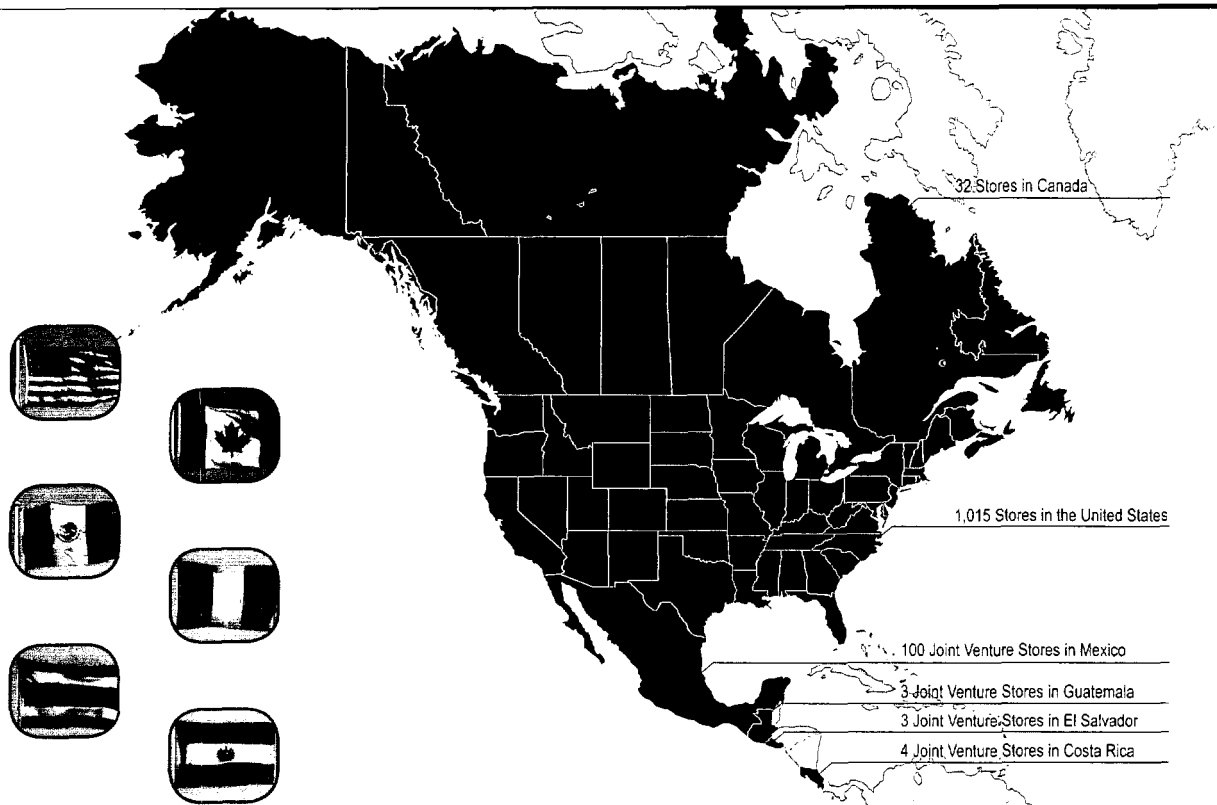 32 Stores in Canada
1,015 Stores in the United States
100 Joint Venture Stores in Mexico
3 Joint Venture Stores in Guatemala
3 Joint Venture Stores in El Salvador
4 Joint Venture Stores in Costa Rica